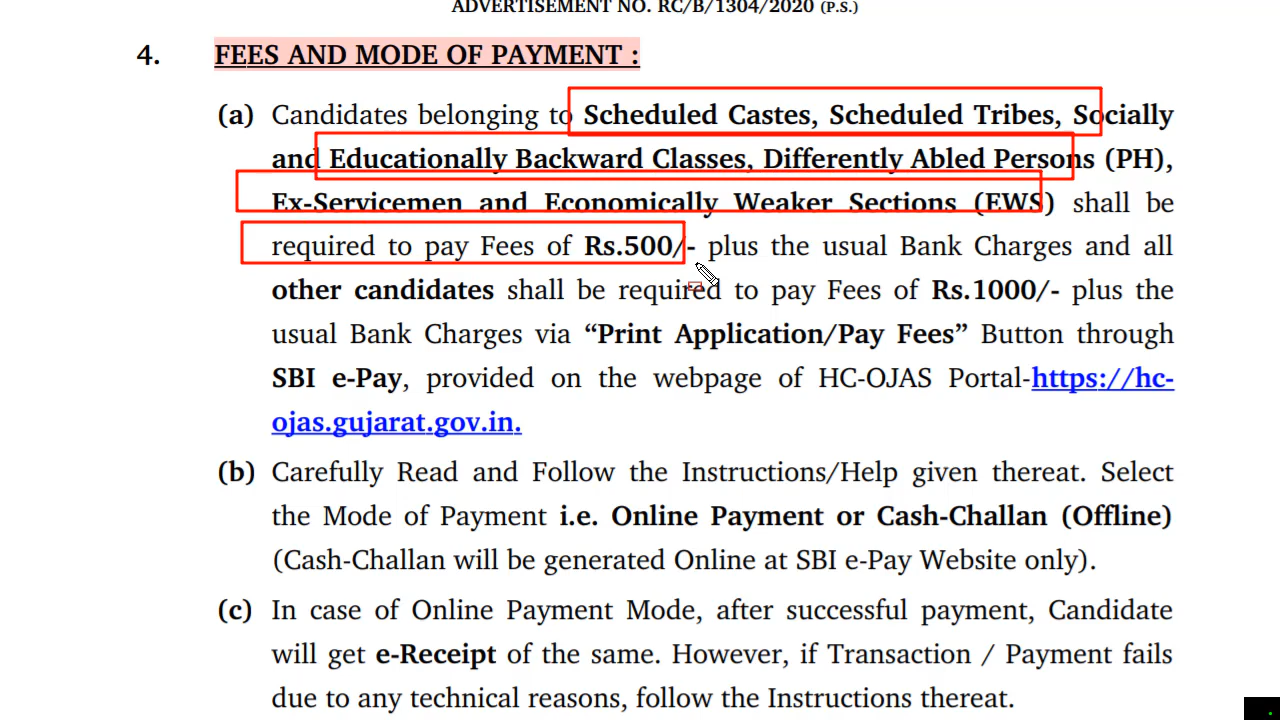 ADVERTISEMENT NO. RC/B/1304/2020 (P.S.)
4. FEES AND MODE OF PAYMENT :
(a) Candidates belonging to Scheduled Castes, Scheduled Tribes, Socially
and Educationally Backward Classes, Differently Abled Persons (PH),
Ex-Servicemen and Economically Weaker Sections (EWS) shall be
required to pay Fees of Rs.500/- plus the usual Bank Charges and all
other candidates shall be required to pay Fees of Rs.1000/- plus the
usual Bank Charges via “Print Application/Pay Fees” Button through
SBI e-Pay, provided on the webpage of HC-OJAS Portal-https://hc-
ojas.gujarat.gov.in.
(b) Carefully Read and Follow the Instructions/Help given thereat. Select
the Mode of Payment i.e. Online Payment or Cash-Challan (Offline)
(Cash-Challan will be generated Online at SBI e-Pay Website only).
(c) In case of Online Payment Mode, after successful payment, Candidate
will get e-Receipt of the same. However, if Transaction / Payment fails
due to any technical reasons, follow the Instructions thereat.